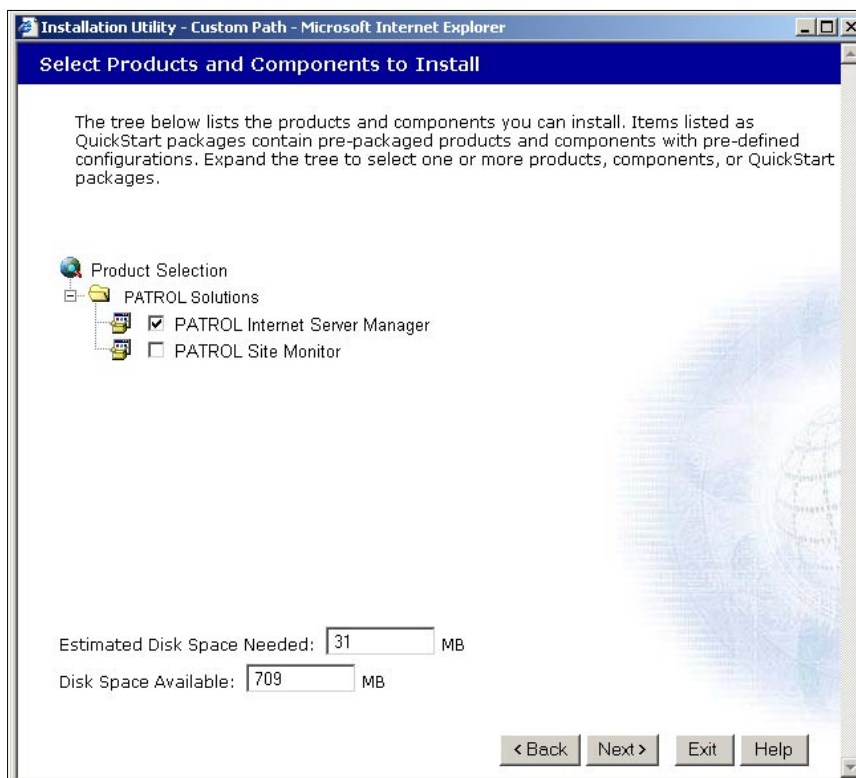 Installation Utility - Custom Path - Microsoft Internet Explorer
Select Products and Components to Install
The tree below lists the products and components you can install. Items listed as
QuickStart packages contain pre-packaged products and components with pre-defined
configurations. Expand the tree to select one or more products, components, or QuickStart
packages.
Product Selection
PATROL Solutions
PATROL Internet Server Manager
PATROL Site Monitor
Estimated Disk Space Needed: 31 MB
Disk Space Available: 709 MB
< Back Next > Exit Help